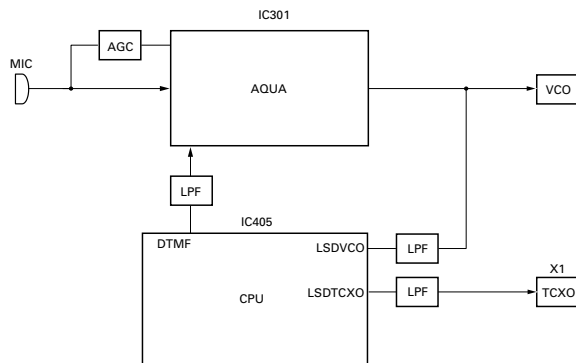 IC301
AGC
MIC
AQUA
VCO
LPF
IC405
DTMF
LSDVCO
LPF
X1
LSDTCXO
LPF
TCXO
CPU